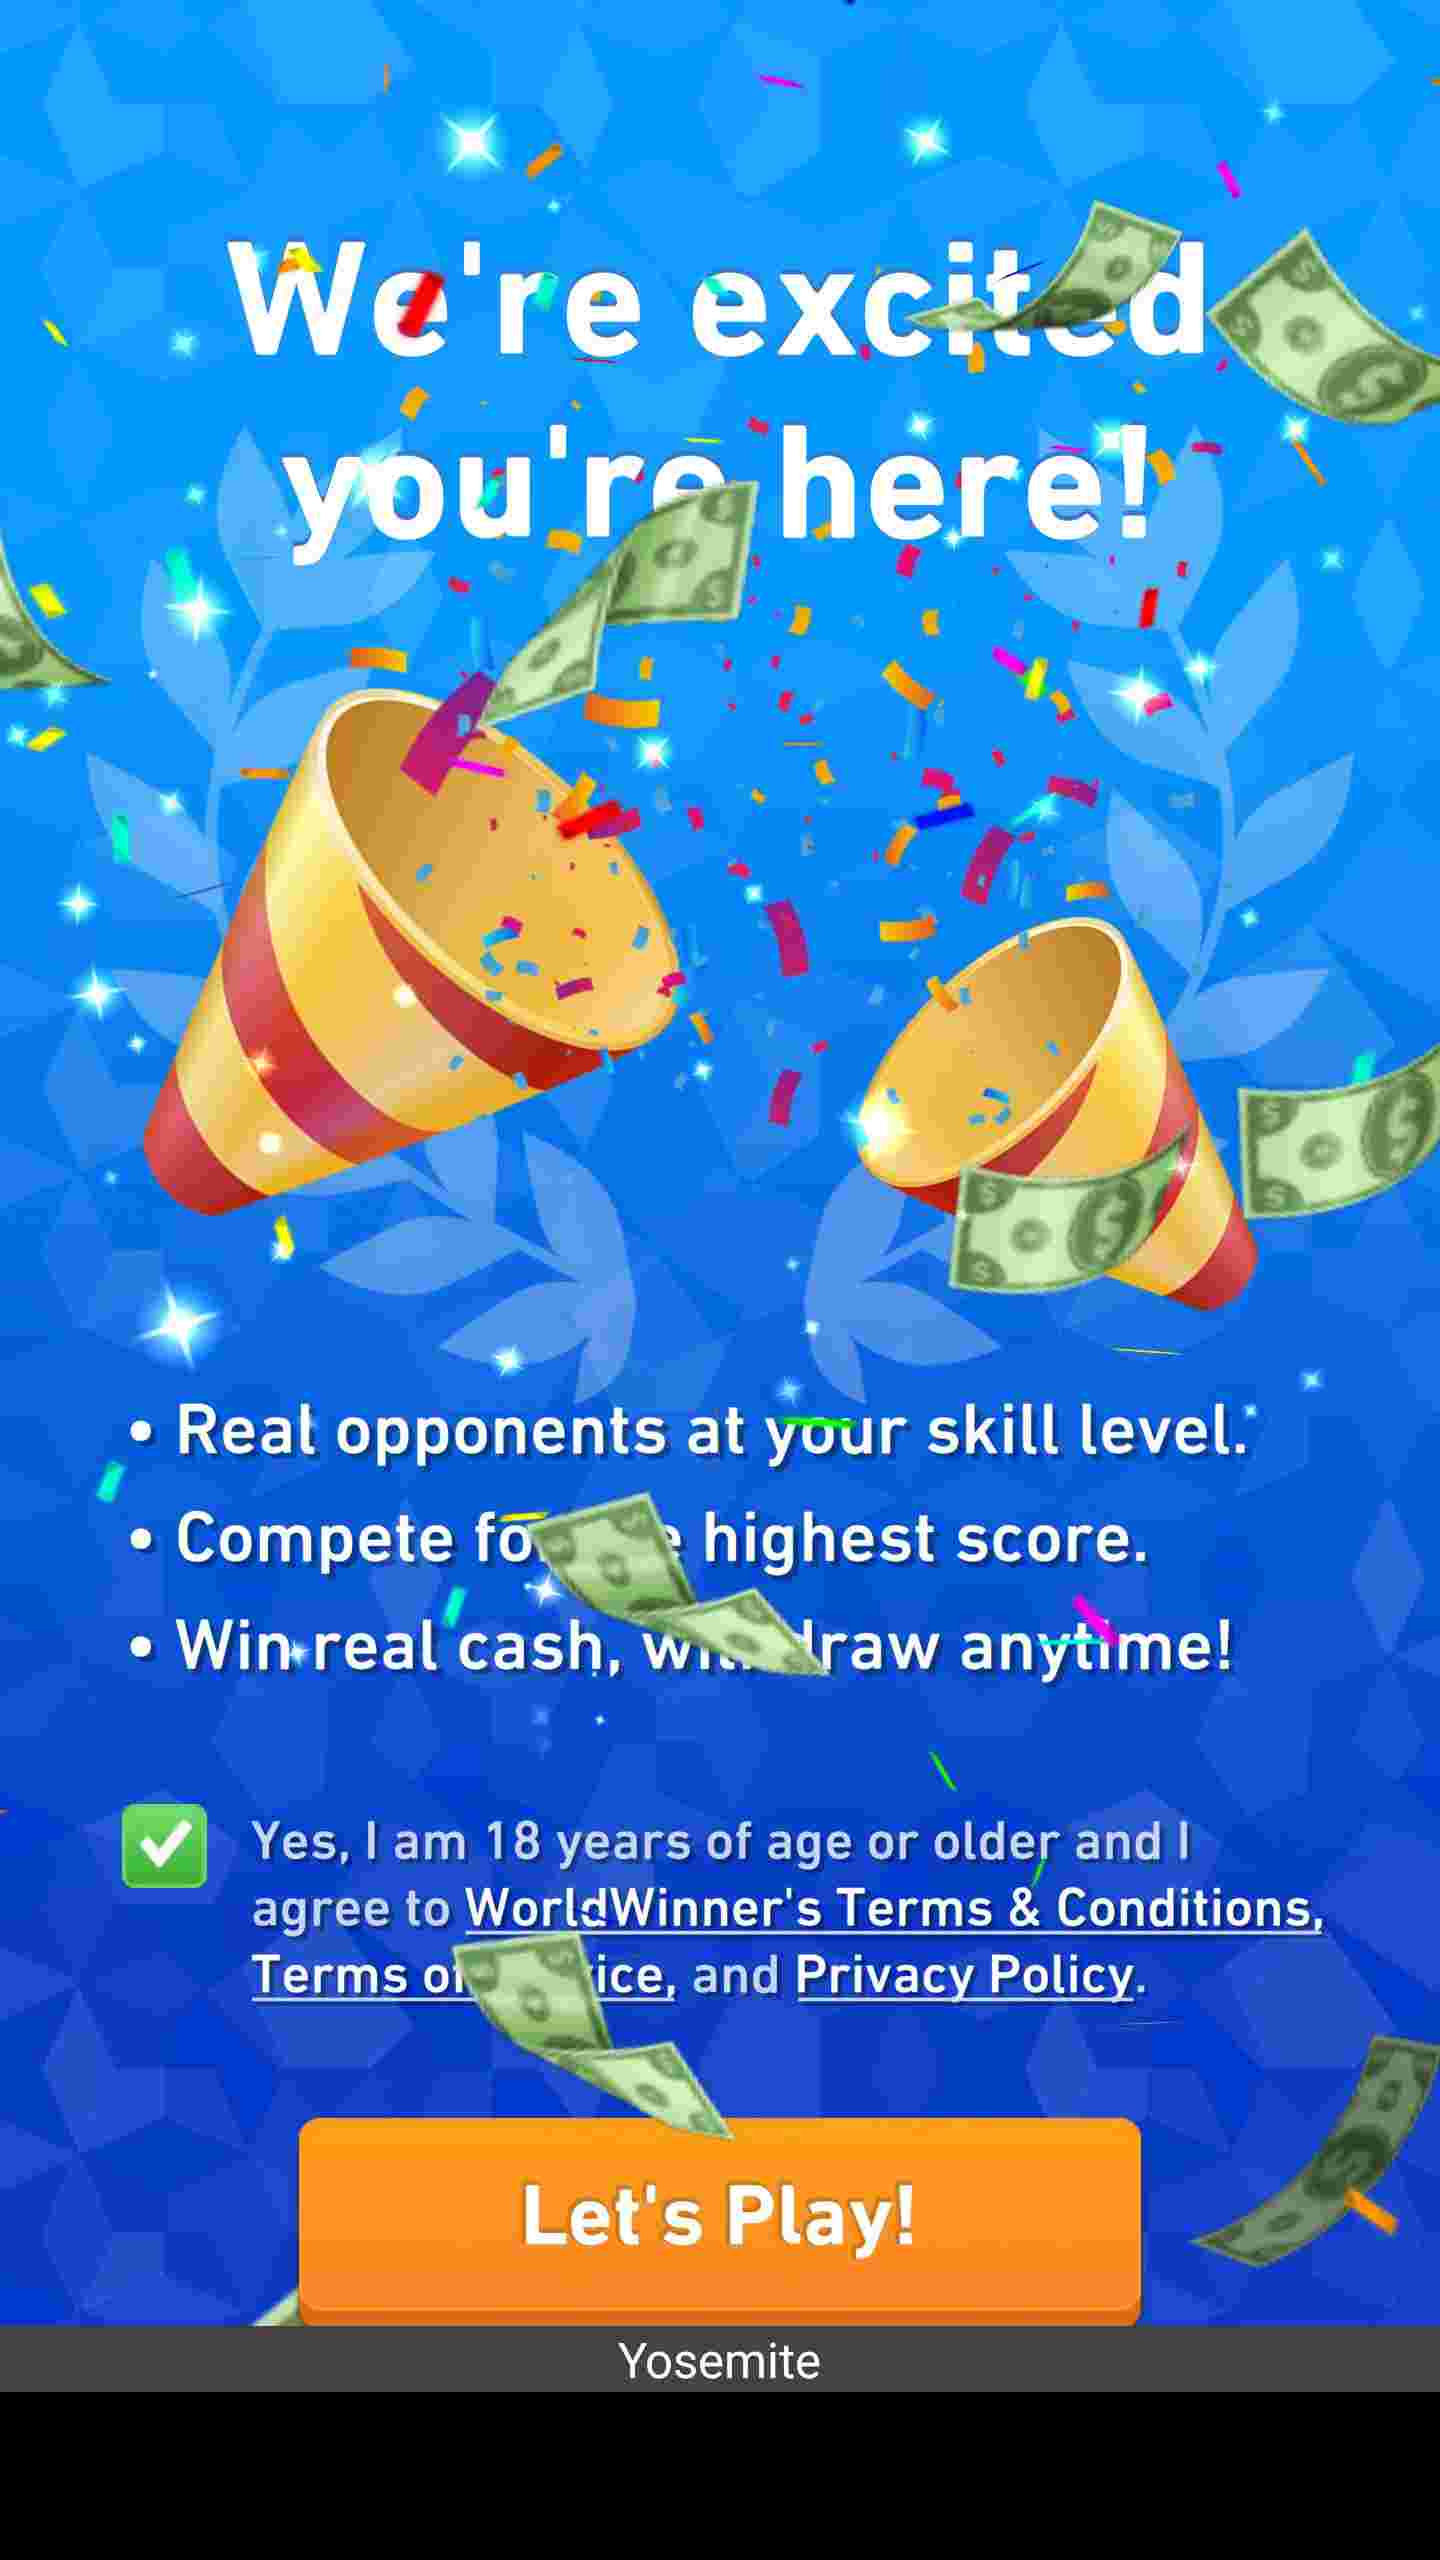 We're excited
you're here!
• Real opponents at your skill level.
• Compete highest score.
• Win real cash, anytime!
Yes, I am 18 years of age or older and I
agree to WorldWinner's Terms & Conditions,
Terms and Privacy Policy.
Let's Play!
Yosemite